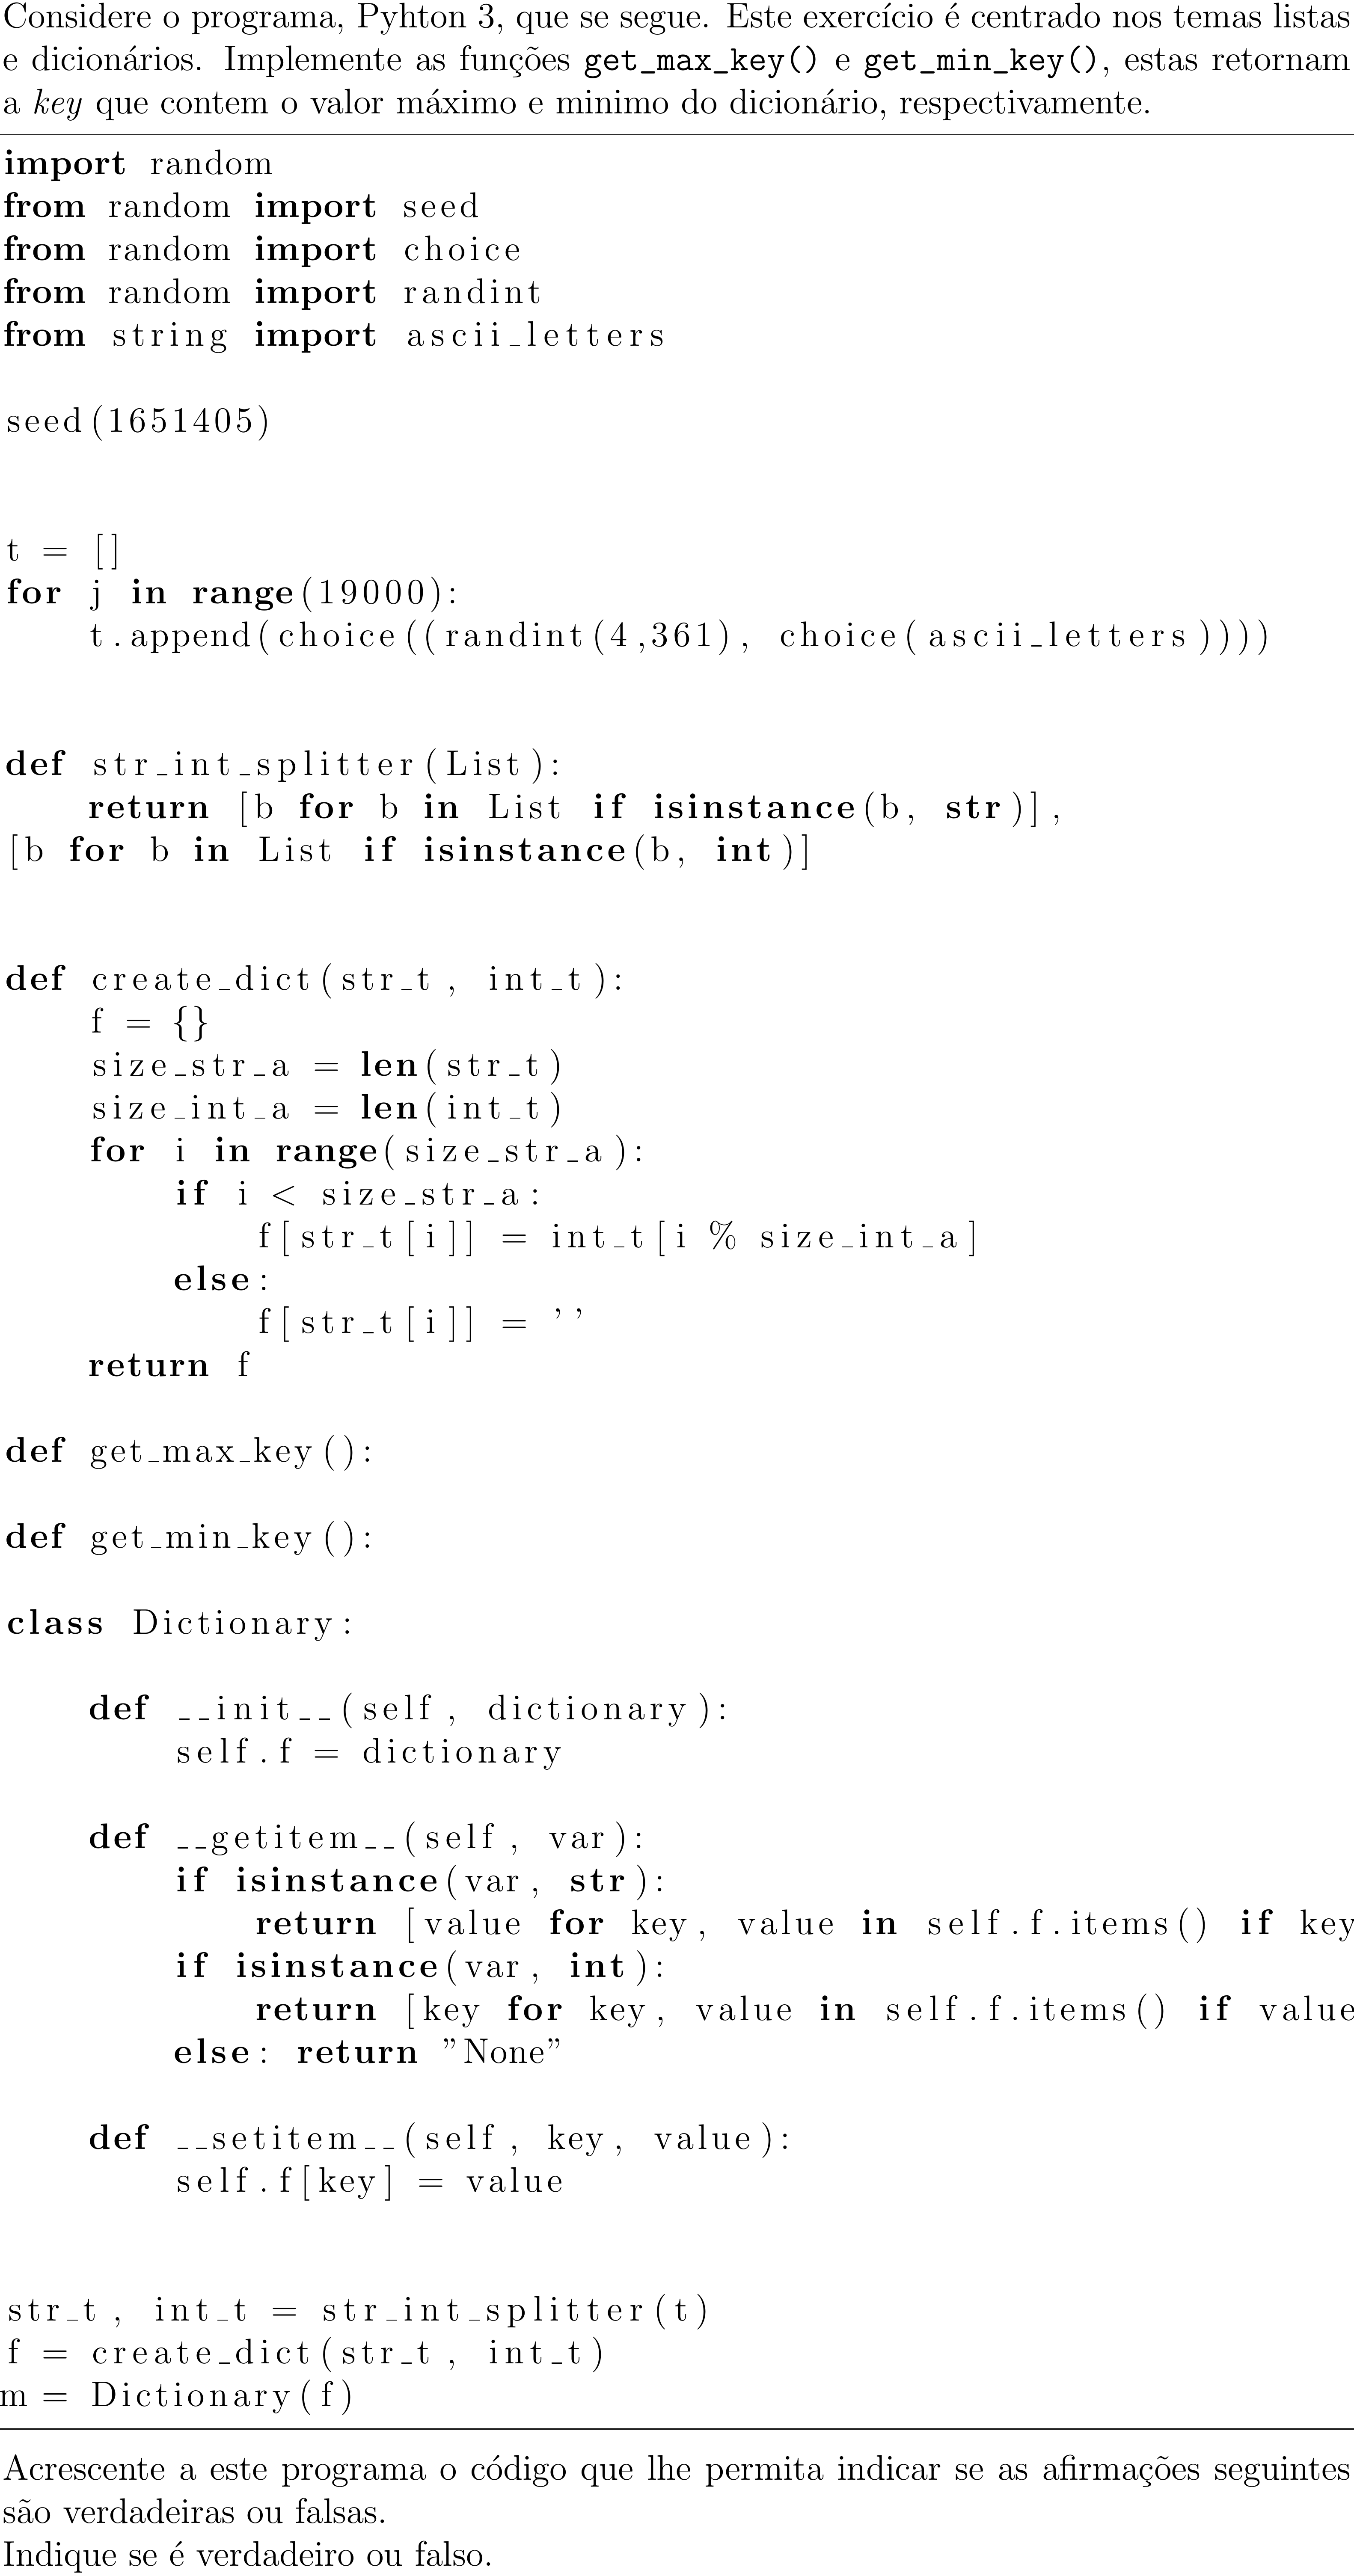 Considere o programa, Pyhton 3, que se segue. Este exercício é centrado nos temas listas
e dicionários. Implemente as funções get_max_key() e get_min_key(), estas retornam
a key que contem o valor máximo e minimo do dicionário, respectivamente.
import random
from random import seed
from random import choice
from random import randint
from string import ascii_letters
seed(1651405)
t = []
for j in range(19000):
    t.append(choice((randint(4,361), choice(ascii_letters))))
def str_int_splitter(List):
    return [b for b in List if isinstance(b, str)],
[b for b in List if isinstance(b, int)]
def create_dict(str_t, int_t):
    f = {}
    size_str_a = len(str_t)
    size_int_a = len(int_t)
    for i in range(size_str_a):
        if i < size_str_a:
            f[str_t[i]] = int_t[i % size_int_a]
        else:
            f[str_t[i]] = ’’
    return f
def get_max_key():
def get_min_key():
class Dictionary:
    def __init__(self, dictionary):
        self.f = dictionary
    def __getitem__(self, var):
        if isinstance(var, str):
            return [value for key, value in self.f.items() if key
        if isinstance(var, int):
            return [key for key, value in self.f.items() if value
        else: return ”None”
    def __setitem__(self, key, value):
        self.f[key] = value
str_t, int_t = str_int_splitter(t)
f = create_dict(str_t, int_t)
m = Dictionary(f)
Acrescente a este programa o código que lhe permita indicar se as afirmações seguintes
são verdadeiras ou falsas.
Indique se é verdadeiro ou falso.